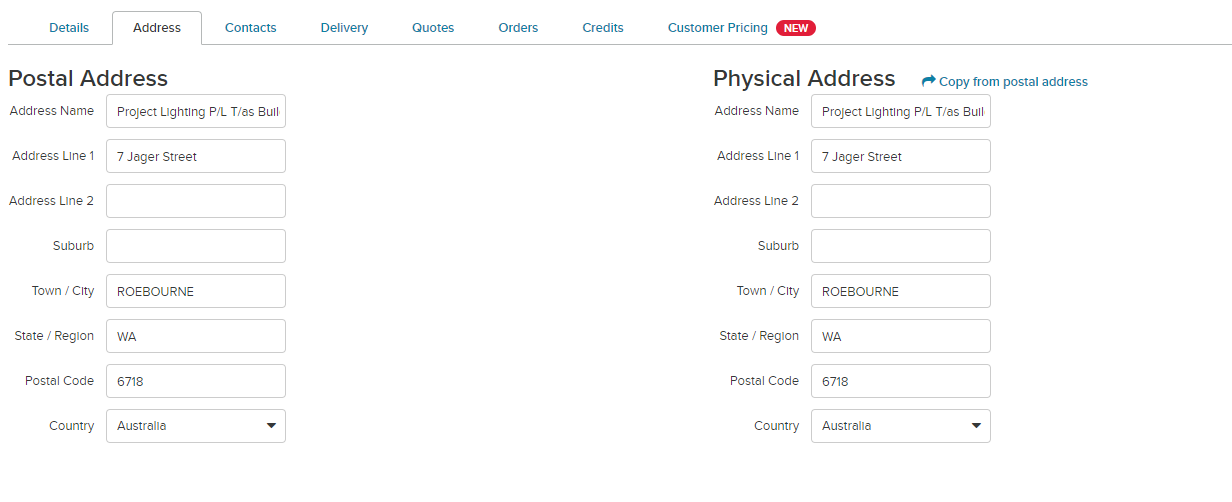 Details Address Contacts Delivery Quotes Orders Credits Customer Pricing NEW
Postal Address
Address Name Project Lighting P/L T/as Buil
Address Line 1 7 Jager Street
Address Line 2
Suburb
Town / City ROEBOURNE
State / Region WA
Postal Code 6718
Country Australia
Physical Address Copy from postal address
Address Name Project Lighting P/L T/as Buil
Address Line 1 7 Jager Street
Address Line 2
Suburb
Town / City ROEBOURNE
State / Region WA
Postal Code 6718
Country Australia